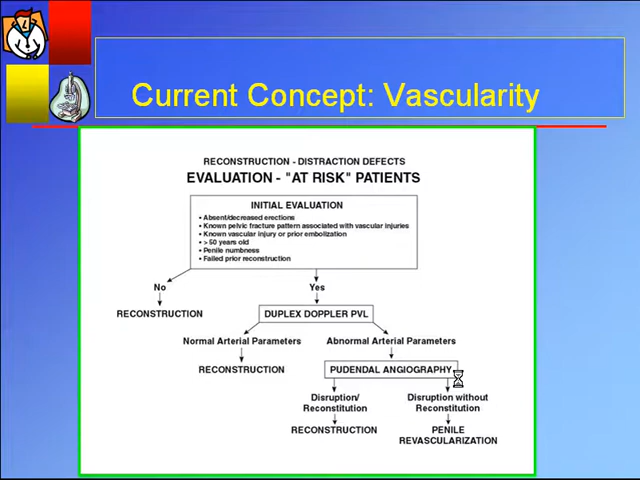 Current Concept: Vascularity
RECONSTRUCTION - DISTRACTION DEFECTS
EVALUATION - "AT RISK" PATIENTS
INITIAL EVALUATION
• Absent/decreased erections
• Known pelvic fracture pattern associated with vascular injuries
• Known vascular injury or prior embolization
• > 50 years old
• Penile numbness
• Failed prior reconstruction
No
Yes
RECONSTRUCTION
DUPLEX DOPPLER PVL
Normal Arterial Parameters
Abnormal Arterial Parameters
RECONSTRUCTION
PUDENDAL ANGIOGRAPHY
Disruption/
Reconstitution
Disruption without
Reconstitution
RECONSTRUCTION
PENILE
REVASCULARIZATION